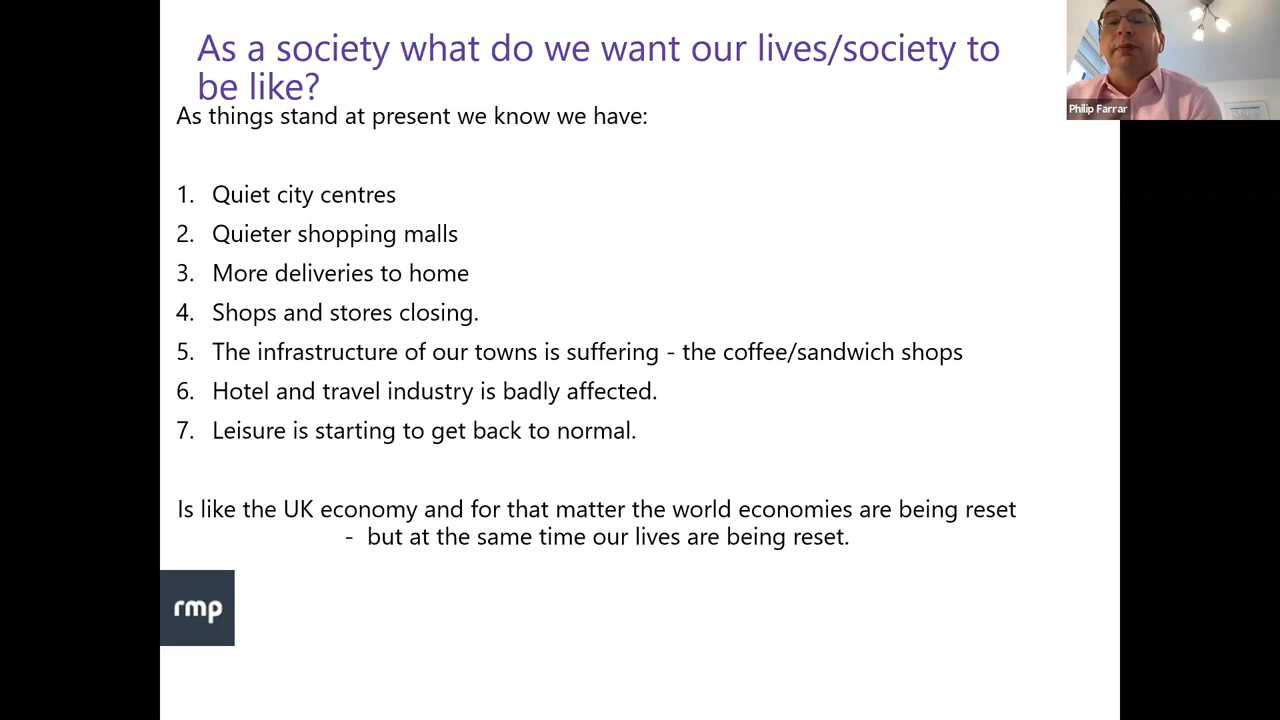 As a society what do we want our lives/society to
be like?
As things stand at present we know we have:
1. Quiet city centres
2. Quieter shopping malls
3. More deliveries to home
4. Shops and stores closing.
5. The infrastructure of our towns is suffering - the coffee/sandwich shops
6. Hotel and travel industry is badly affected.
7. Leisure is starting to get back to normal.
Is like the UK economy and for that matter the world economies are being reset
- but at the same time our lives are being reset.
rmp
Philip Farrar